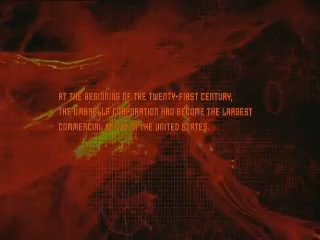 AT THE BEGINNING OF THE TWENTY-FIRST CENTURY,
THE UMBRELLA CORPORATION HAD BECOME THE LARGEST
COMMERCIAL IN THE UNITED STATES.